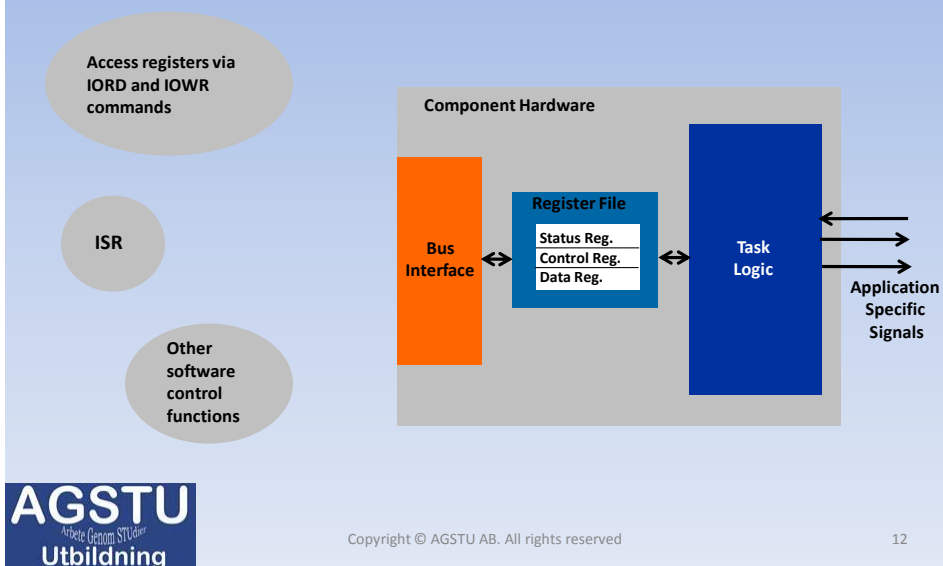 Access registers via
IORD and IOWR
commands
ISR
Other
software
control
functions
Component Hardware
Bus
Interface
Register File
Status Reg.
Control Reg.
Data Reg.
Task
Logic
Application
Specific
Signals
AGSTU
Arbete Genom STUdier
Utbildning
Copyright © AGSTU AB. All rights reserved
12